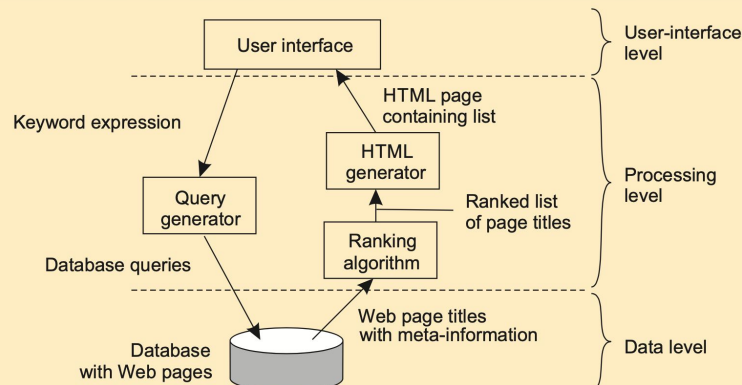 User interface
User-interface
level
HTML page
containing list
Keyword expression
HTML
generator
Processing
level
Query
generator
Ranked list
of page titles
Ranking
algorithm
Database queries
Web page titles
with meta-information
Database
with Web pages
Data level